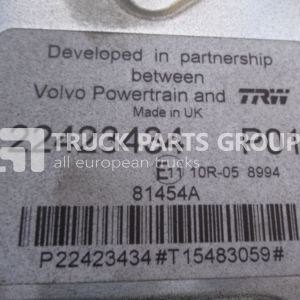 Developed in partnership
between
Volvo Powertrain and TRW
Made in UK
TRUCK PARTS ONLINE
all european trucks
E11 10R-05 8994
81454A
P22423434#T15483059#